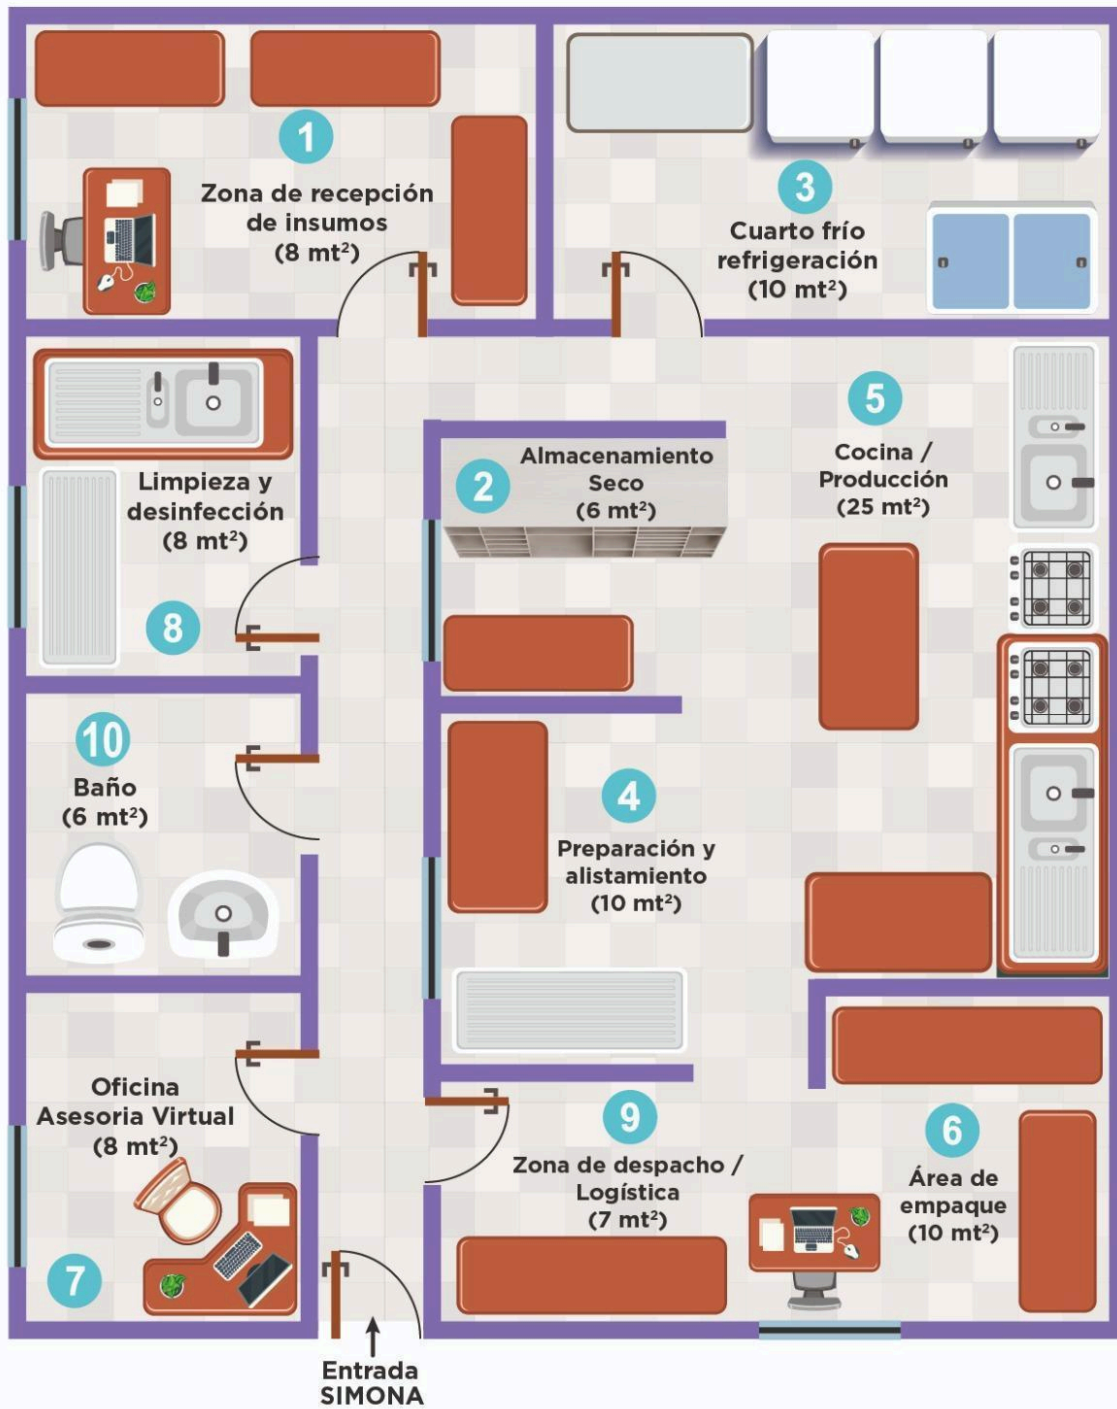 1
Zona de recepción
de insumos
(8 mt²)
3
Cuarto frío
refrigeración
(10 mt²)
5
Cocina /
Producción
(25 mt²)
2
Almacenamiento
Seco
(6 mt²)
Limpieza y
desinfección
(8 mt²)
8
10
Baño
(6 mt²)
4
Preparación y
alistamiento
(10 mt²)
Oficina
Asesoria Virtual
(8 mt²)
7
9
Zona de despacho /
Logística
(7 mt²)
6
Área de
empaque
(10 mt²)
Entrada
SIMONA